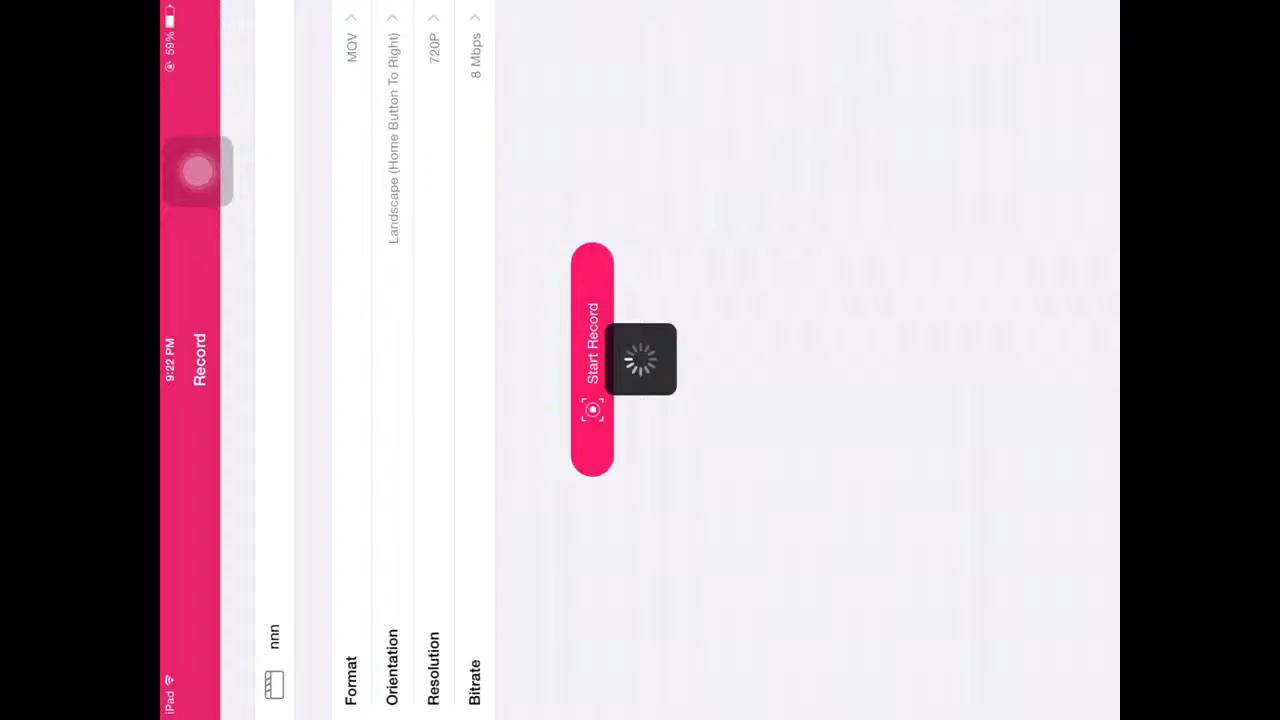 iPad 9:22 PM 59%
Record
nnn
Format MOV
Orientation Landscape (Home Button To Right)
Resolution 720P
Bitrate 8 Mbps
Start Record